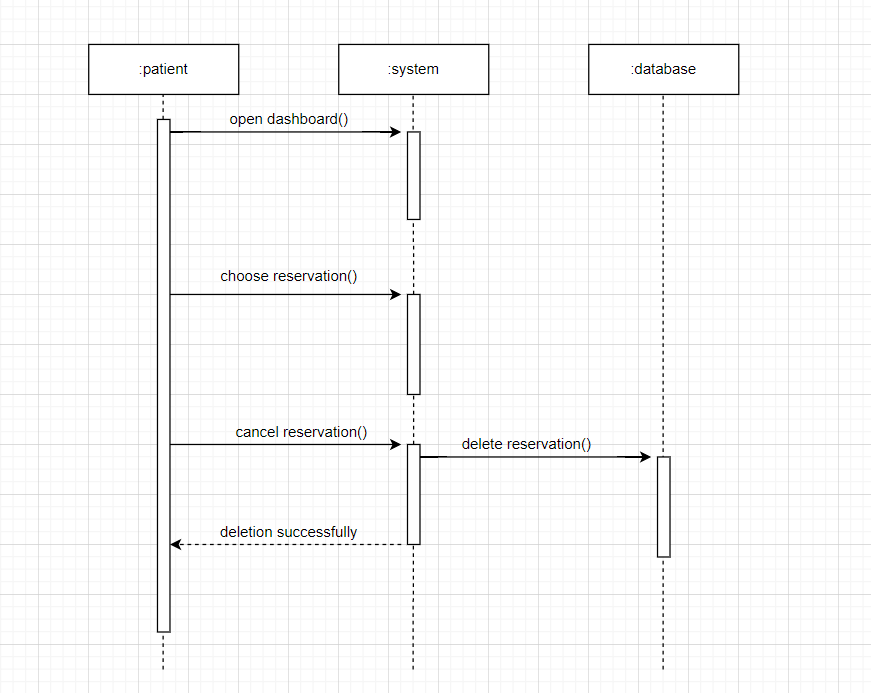 :patient
:system
:database
open dashboard()
choose reservation()
cancel reservation()
delete reservation()
deletion successfully